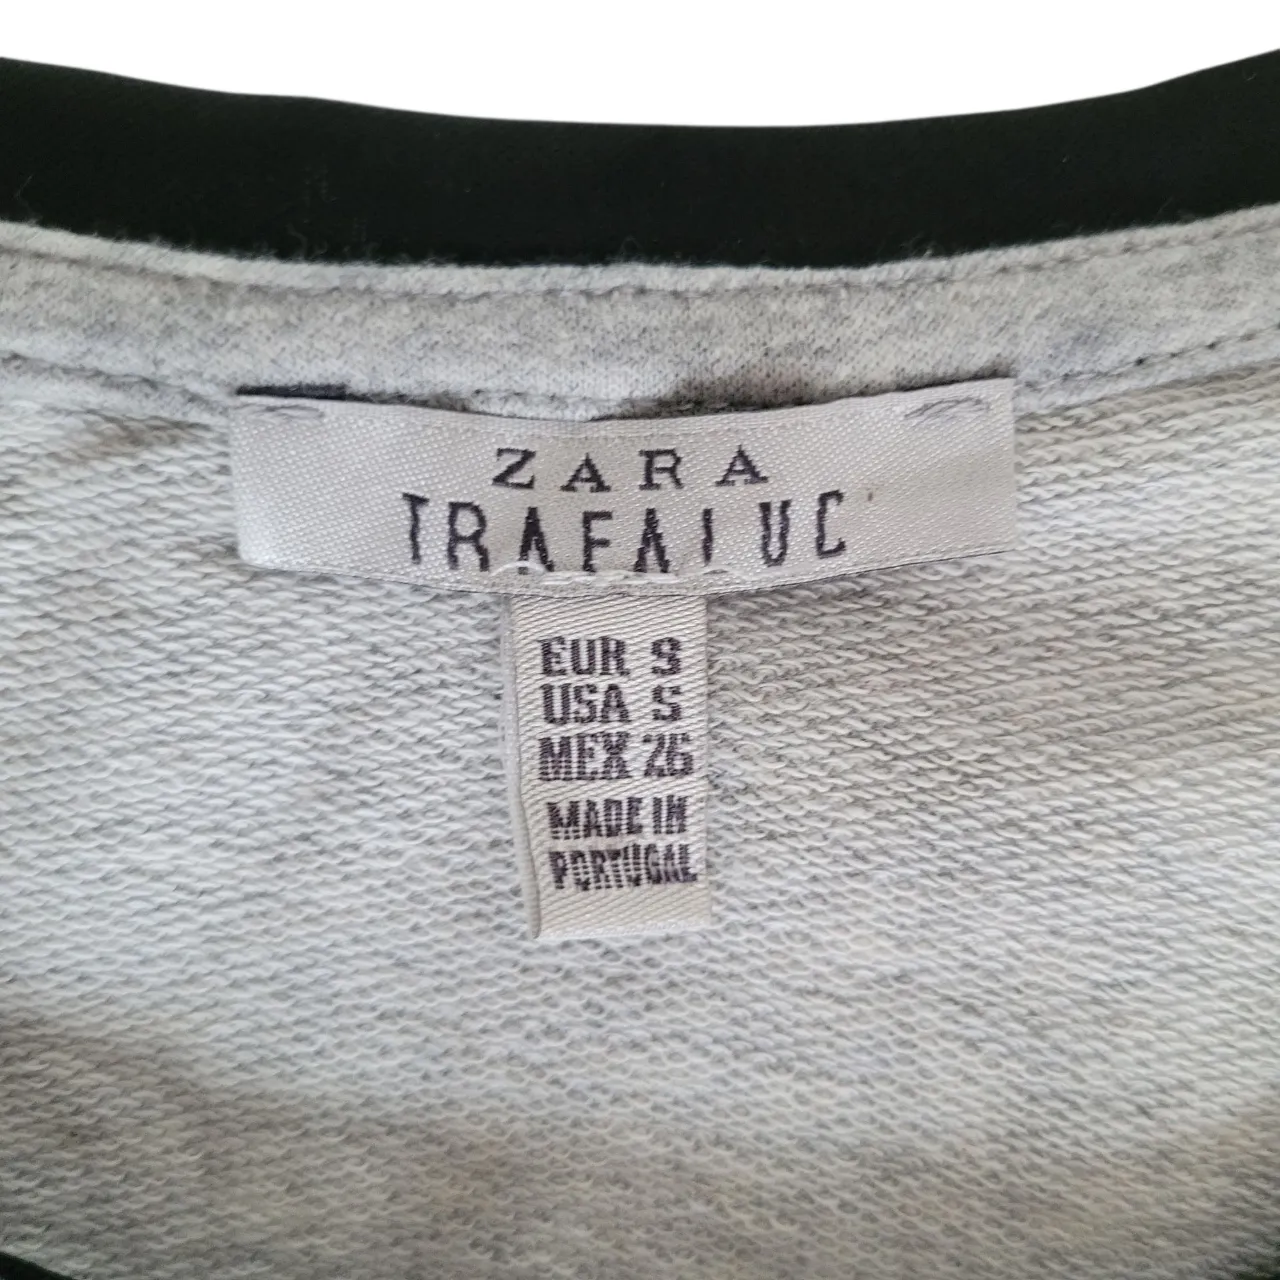 ZARA
TRAFALUC
EUR S
USA S
MEX 26
MADE IN
PORTUGAL